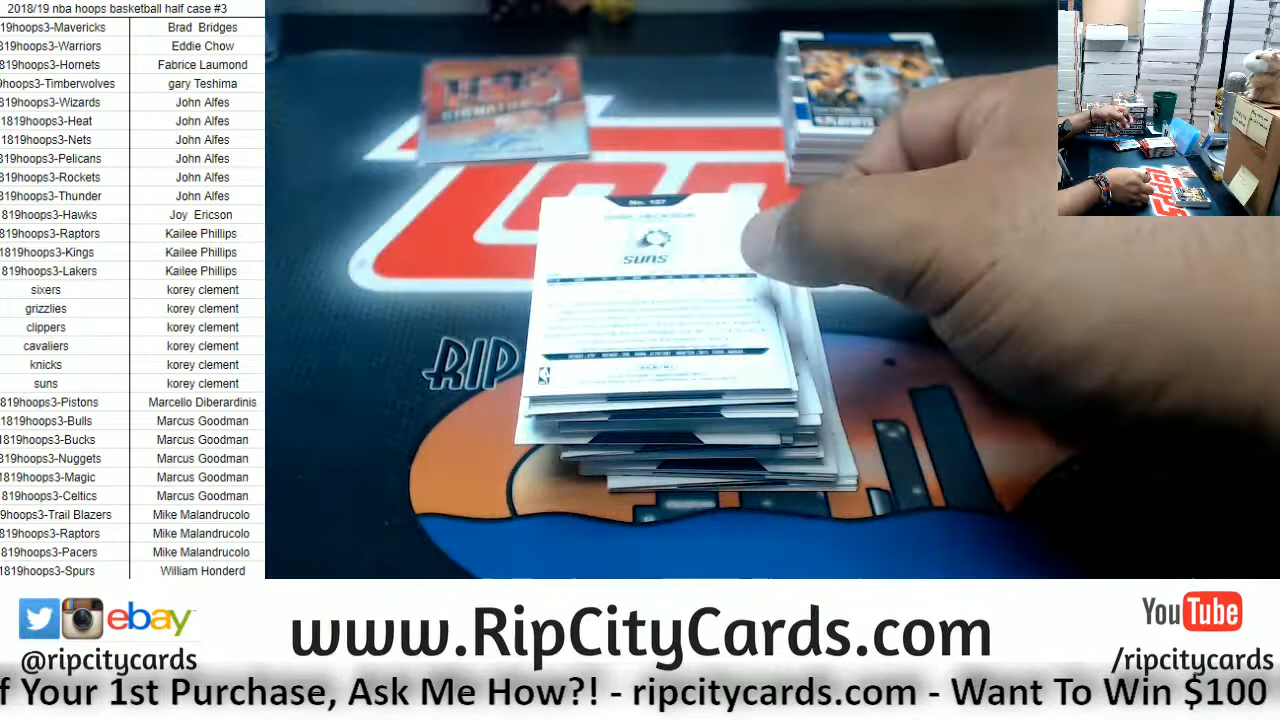 2018/19 nba hoops basketball half case #3
19hoops3-Mavericks Brad Bridges
819hoops3-Warriors Eddie Chow
819hoops3-Hornets Fabrice Laumond
9hoops3-Timberwolves gary Teshima
819hoops3-Wizards John Alfes
1819hoops3-Heat John Alfes
1819hoops3-Nets John Alfes
819hoops3-Pelicans John Alfes
819hoops3-Rockets John Alfes
819hoops3-Thunder John Alfes
819hoops3-Hawks Joy Ericson
819hoops3-Raptors Kailee Phillips
1819hoops3-Kings Kailee Phillips
819hoops3-Lakers Kailee Phillips
sixers korey clement
grizzlies korey clement
clippers korey clement
cavaliers korey clement
knicks korey clement
suns korey clement
819hoops3-Pistons Marcello Diberardinis
1819hoops3-Bulls Marcus Goodman
1819hoops3-Bucks Marcus Goodman
819hoops3-Nuggets Marcus Goodman
1819hoops3-Magic Marcus Goodman
819hoops3-Celtics Marcus Goodman
9hoops3-Trail Blazers Mike Malandrucolo
819hoops3-Raptors Mike Malandrucolo
819hoops3-Pacers Mike Malandrucolo
1819hoops3-Spurs William Honderd
No. 107
SUNS
RIP
ebay
@ripcitycards
www.RipCityCards.com
YouTube
/ripcitycards
f Your 1st Purchase, Ask Me How?! - ripcitycards.com - Want To Win $100